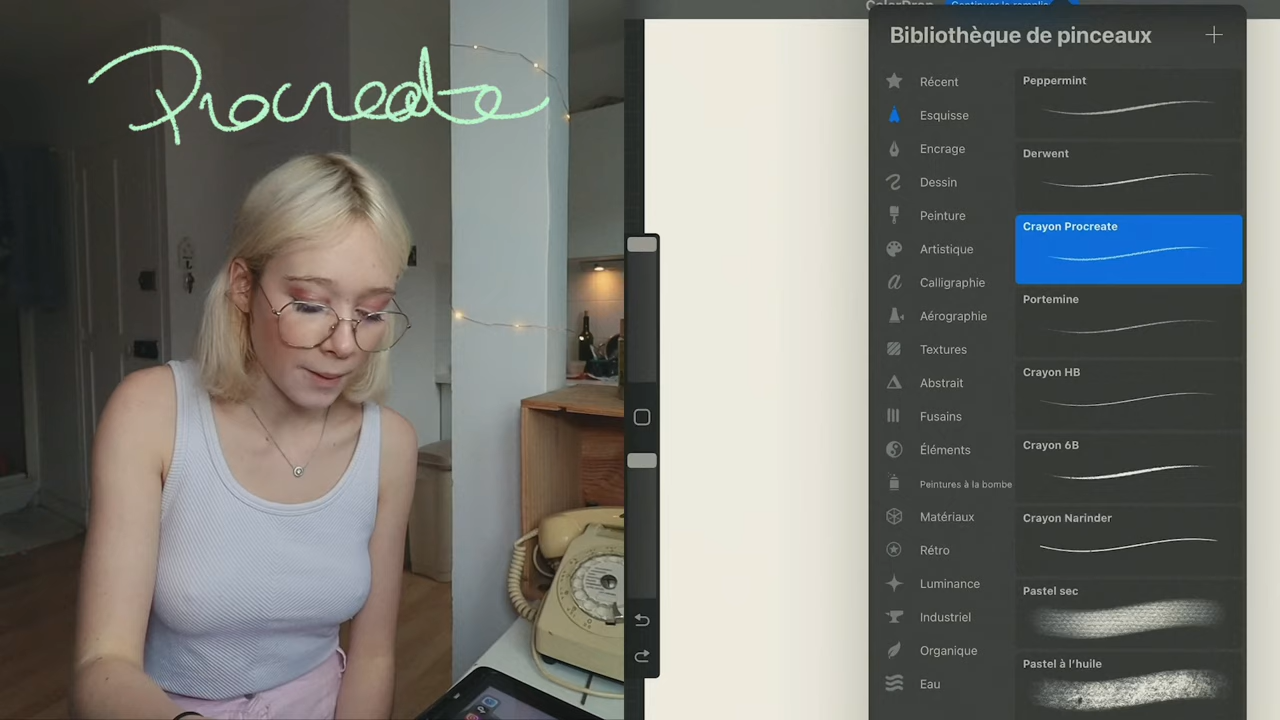 Procreate
Bibliothèque de pinceaux
Récent
Esquisse
Encrage
Dessin
Peinture
Artistique
Calligraphie
Aérographie
Textures
Abstrait
Fusains
Éléments
Peintures à la bombe
Matériaux
Rétro
Luminance
Industriel
Organique
Eau
Peppermint
Derwent
Crayon Procreate
Portemine
Crayon HB
Crayon 6B
Crayon Narinder
Pastel sec
Pastel à l'huile